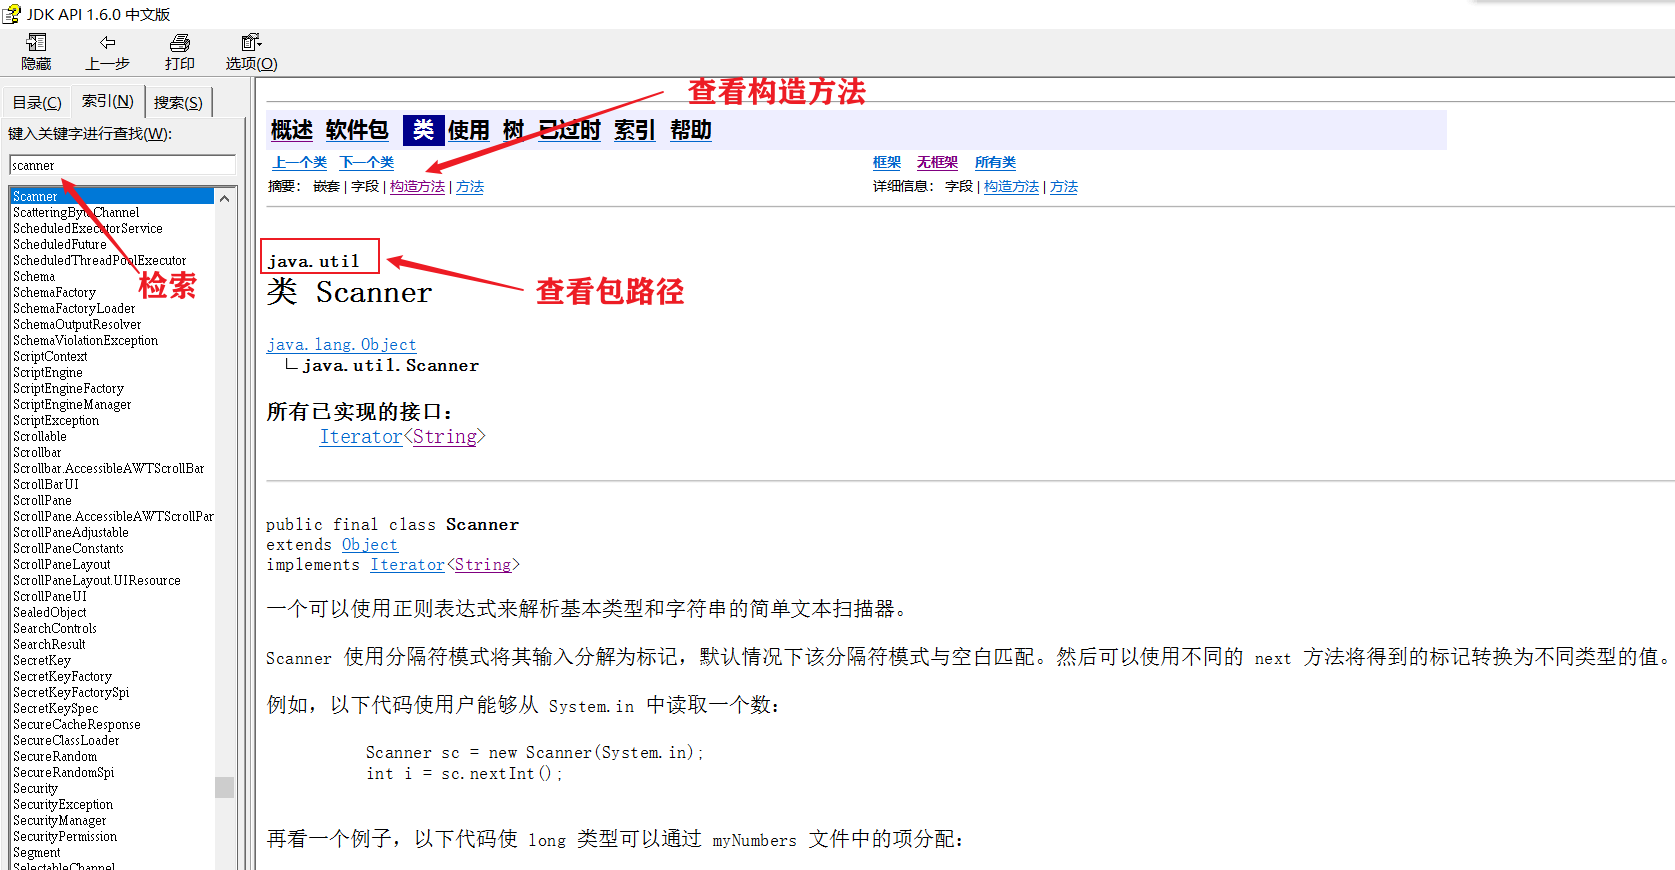 JDK API 1.6.0 中文版
隐藏 上一步 打印 选项(O)
目录(C) 索引(N) 搜索(S)
键入关键字进行查找(W):
scanner
Scanner
ScatteringByteChannel
ScheduledExecutorService
ScheduledFuture
ScheduledThreadPoolExecutor
Schema
SchemaFactory
SchemaFactoryLoader
SchemaOutputResolver
SchemaViolationException
ScriptContext
ScriptEngine
ScriptEngineFactory
ScriptEngineManager
ScriptException
Scrollable
Scrollbar
Scrollbar.AccessibleAWTScrollBar
ScrollBarUI
ScrollPane
ScrollPane.AccessibleAWTScrollPar
ScrollPaneAdjustable
ScrollPaneConstants
ScrollPaneLayout
ScrollPaneLayout.UIResource
ScrollPaneUI
SealedObject
SearchControls
SearchResult
SecretKey
SecretKeyFactory
SecretKeyFactorySpi
SecretKeySpec
SecureCacheResponse
SecureClassLoader
SecureRandom
SecureRandomSpi
Security
SecurityException
SecurityManager
SecurityPermission
Segment
SelectableChannel
检索
查看构造方法
概述 软件包 类 使用 树 已过时 索引 帮助
上一个类 下一个类 框架 无框架 所有类
摘要： 嵌套 | 字段 | 构造方法 | 方法 详细信息： 字段 | 构造方法 | 方法
java.util
查看包路径
类 Scanner
java.lang.Object
java.util.Scanner
所有已实现的接口：
Iterator<String>
public final class Scanner
extends Object
implements Iterator<String>
一个可以使用正则表达式来解析基本类型和字符串的简单文本扫描器。
Scanner 使用分隔符模式将其输入分解为标记，默认情况下该分隔符模式与空白匹配。然后可以使用不同的 next 方法将得到的标记转换为不同类型的值。
例如，以下代码使用户能够从 System.in 中读取一个数：
Scanner sc = new Scanner(System.in);
int i = sc.nextInt();
再看一个例子，以下代码使 long 类型可以通过 myNumbers 文件中的项分配：